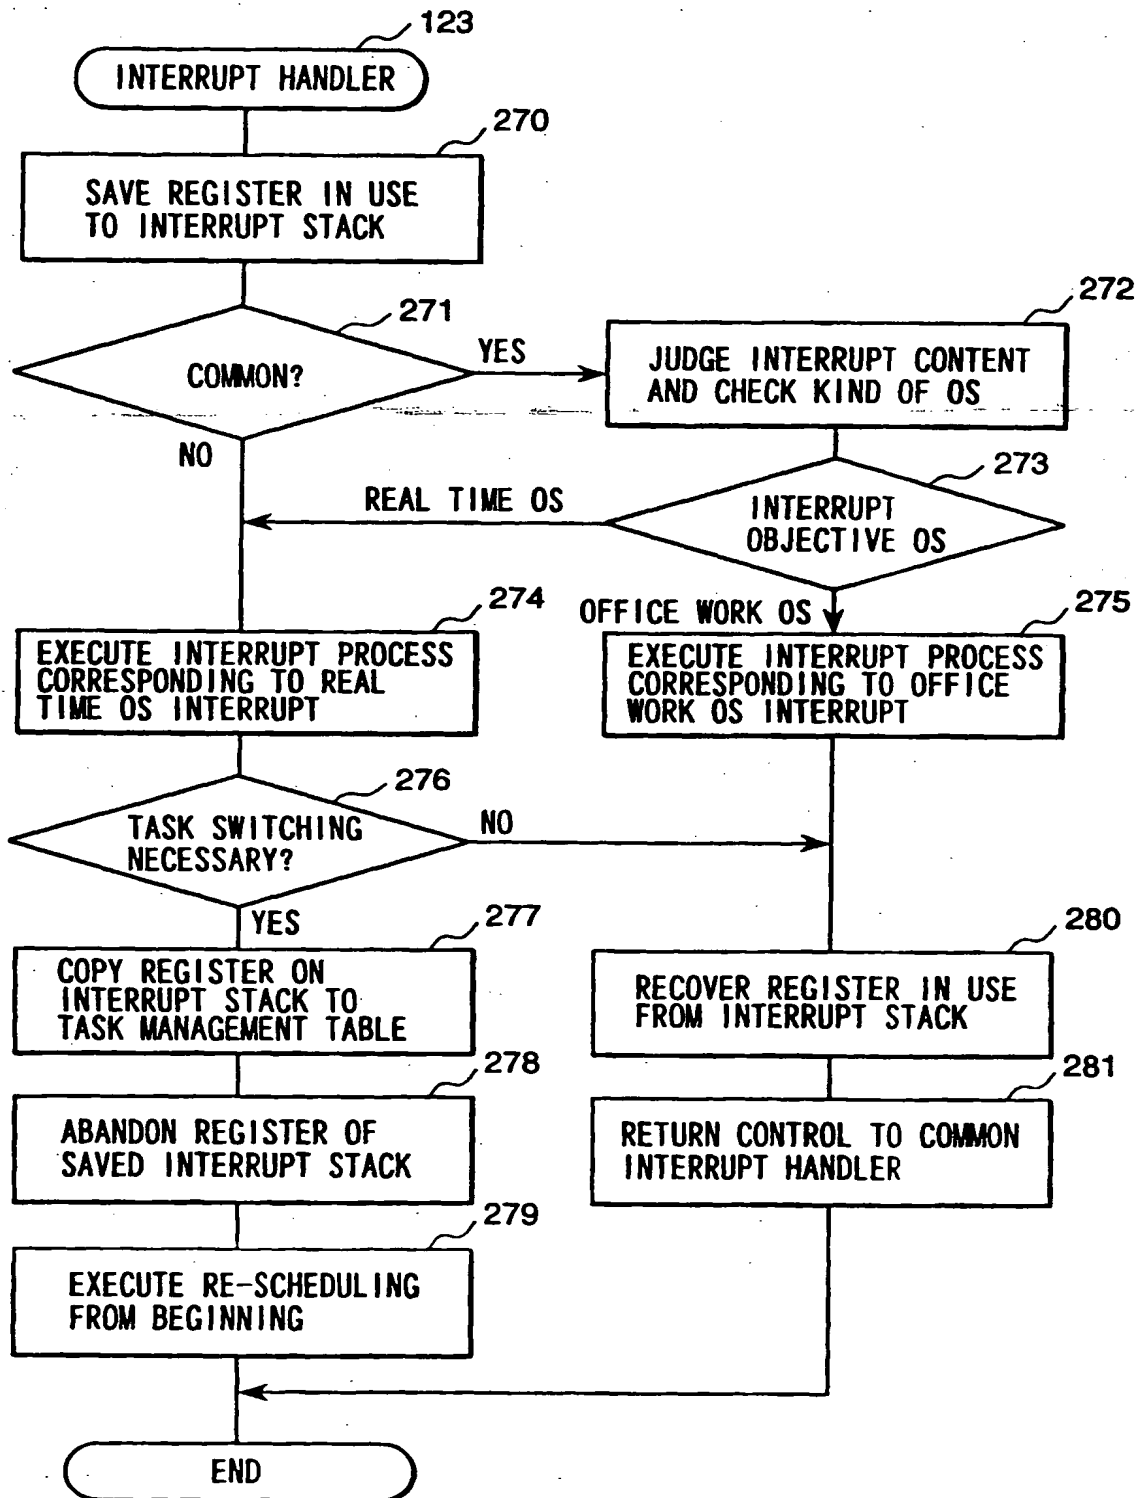 123
INTERRUPT HANDLER
270
SAVE REGISTER IN USE
TO INTERRUPT STACK
271
COMMON?
YES
NO
272
JUDGE INTERRUPT CONTENT
AND CHECK KIND OF OS
273
INTERRUPT
OBJECTIVE OS
REAL TIME OS
OFFICE WORK OS
274
EXECUTE INTERRUPT PROCESS
CORRESPONDING TO REAL
TIME OS INTERRUPT
275
EXECUTE INTERRUPT PROCESS
CORRESPONDING TO OFFICE
WORK OS INTERRUPT
276
TASK SWITCHING
NECESSARY?
NO
YES
277
COPY REGISTER ON
INTERRUPT STACK TO
TASK MANAGEMENT TABLE
280
RECOVER REGISTER IN USE
FROM INTERRUPT STACK
278
ABANDON REGISTER OF
SAVED INTERRUPT STACK
281
RETURN CONTROL TO COMMON
INTERRUPT HANDLER
279
EXECUTE RE-SCHEDULING
FROM BEGINNING
END